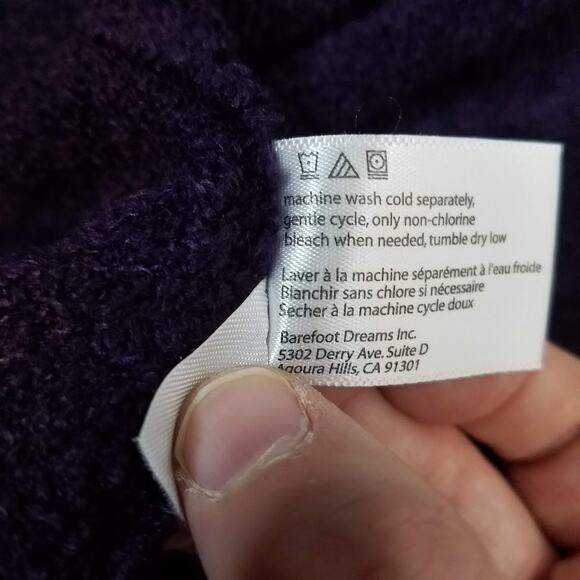 machine wash cold separately,
gentle cycle, only non-chlorine
bleach when needed, tumble dry low
Laver à la machine séparément à l'eau froide
Blanchir sans chlore si nécessaire
Secher à la machine cycle doux
Barefoot Dreams Inc.
5302 Derry Ave. Suite D
Agoura Hills, CA 91301